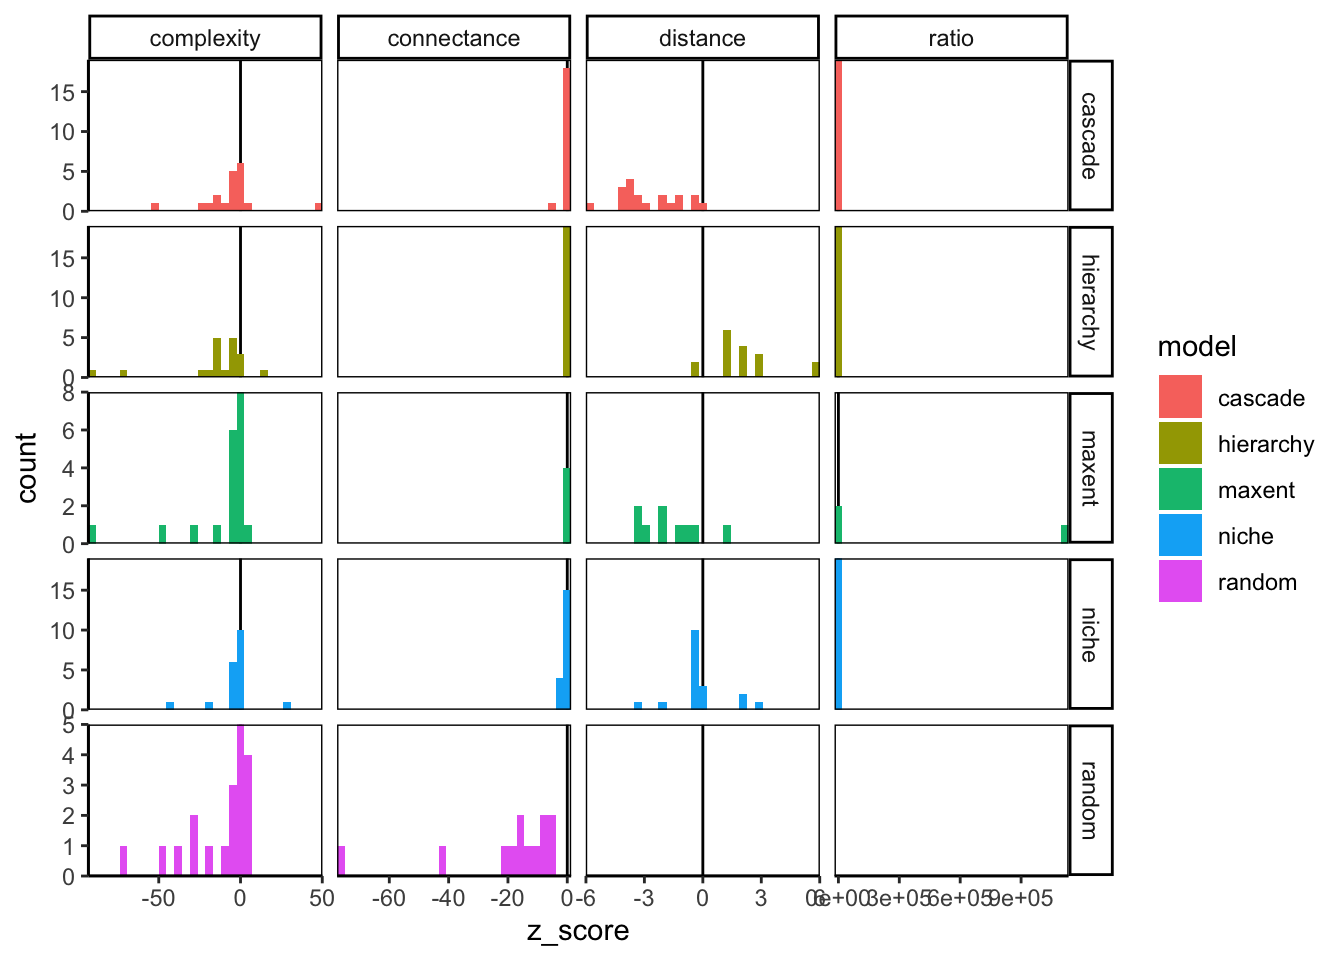 complexity connectance distance ratio
15
10
5
0
cascade
15
10
5
0
hierarchy
8
6
4
2
0
maxent
15
10
5
0
niche
5
4
3
2
1
0
random
count
-50 0 50
-60 -40 -20 0
-6 -3 0 3 6
0e+00 3e+05 6e+05 9e+05
z_score
model
cascade
hierarchy
maxent
niche
random